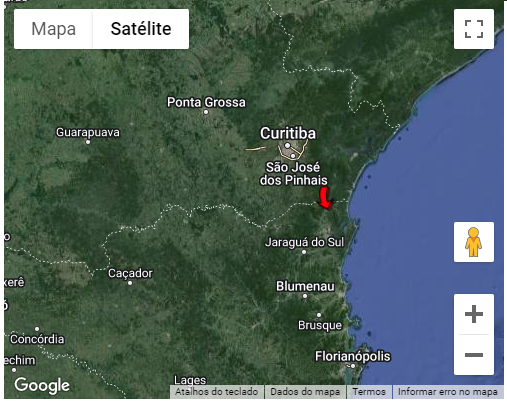 Mapa
Satélite
Ponta Grossa
Guarapuava
Curitiba
São José
dos Pinhais
o
Jaraguá do Sul
Caçador
xerê
Blumenau
ó
Brusque
Concórdia
echim
Florianópolis
Lages
Google
Atalhos do teclado
Dados do mapa
Termos
Informar erro no mapa